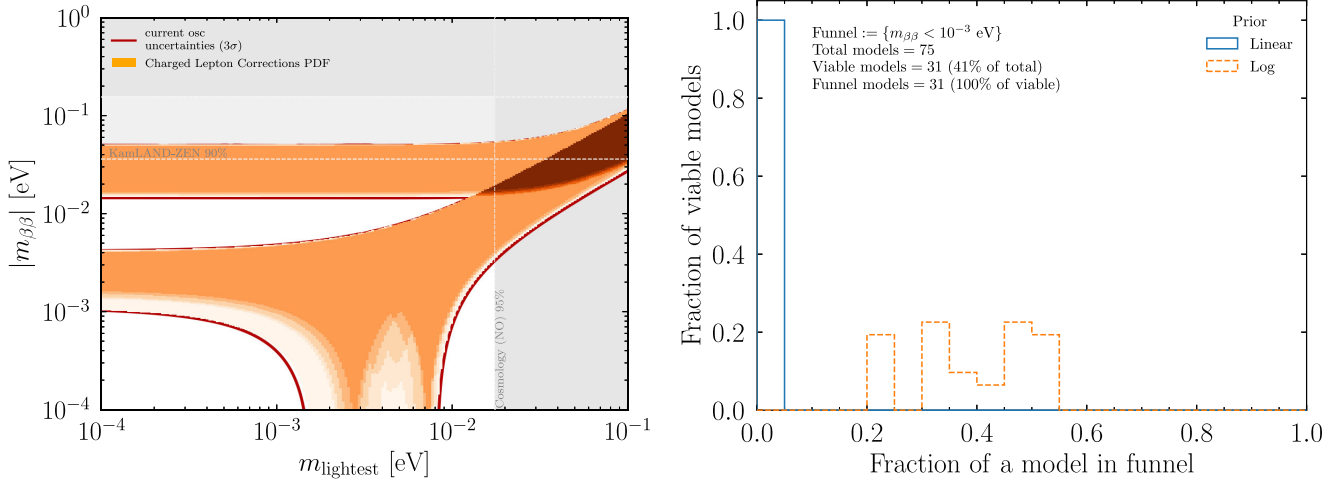 current osc
uncertainties (3σ)
Charged Lepton Corrections PDF
KamLAND-ZEN 90%
Cosmology (NO) 95%
10⁰
10⁻¹
10⁻²
10⁻³
10⁻⁴
|mββ| [eV]
10⁻⁴ 10⁻³ 10⁻² 10⁻¹
m_lightest [eV]
Funnel := {mββ < 10⁻³ eV}
Total models = 75
Viable models = 31 (41% of total)
Funnel models = 31 (100% of viable)
Prior
Linear
Log
1.0
0.8
0.6
0.4
0.2
0.0
Fraction of viable models
0.0 0.2 0.4 0.6 0.8 1.0
Fraction of a model in funnel